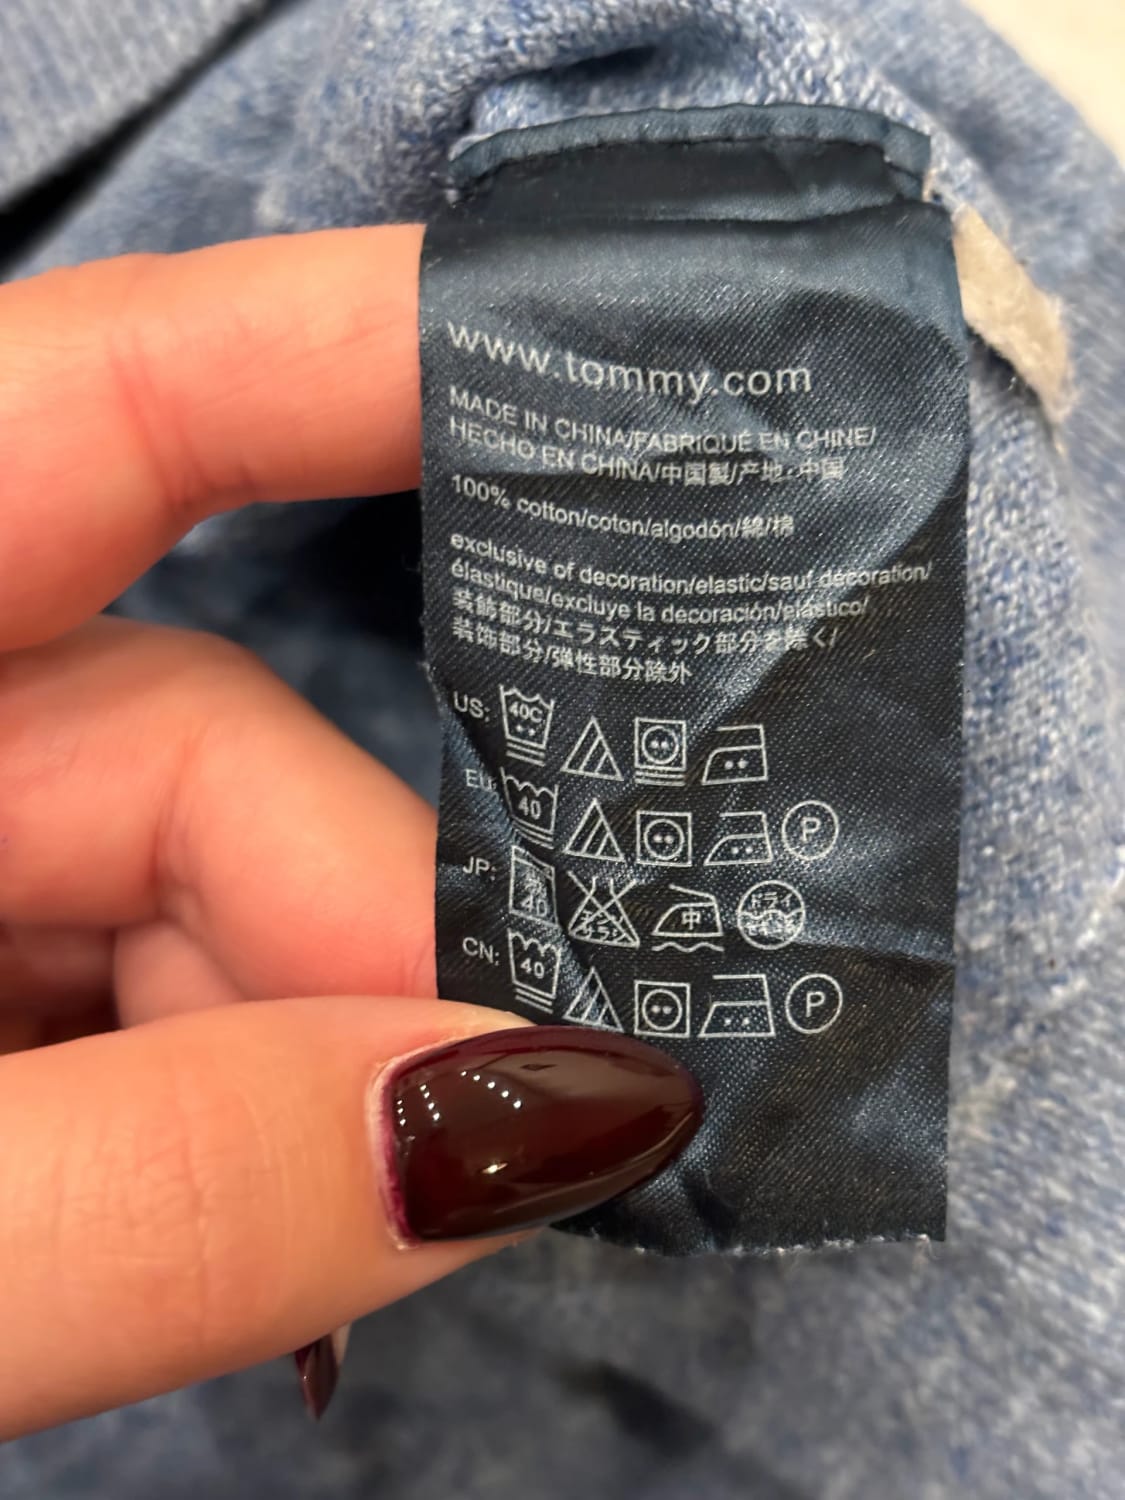 www.tommy.com
MADE IN CHINA/FABRIQUÉ EN CHINE/
HECHO EN CHINA/中国製/产地:中国
100% cotton/coton/algodón/綿/棉
exclusive of decoration/elastic/sauf décoration/
élastique/excluye la decoración/elástico/
装飾部分/エラスティック部分を除く/
装饰部分/弹性部分除外
US: 40C
EU: 40 P
JP: 40 中 ドライ
CN: 40 P